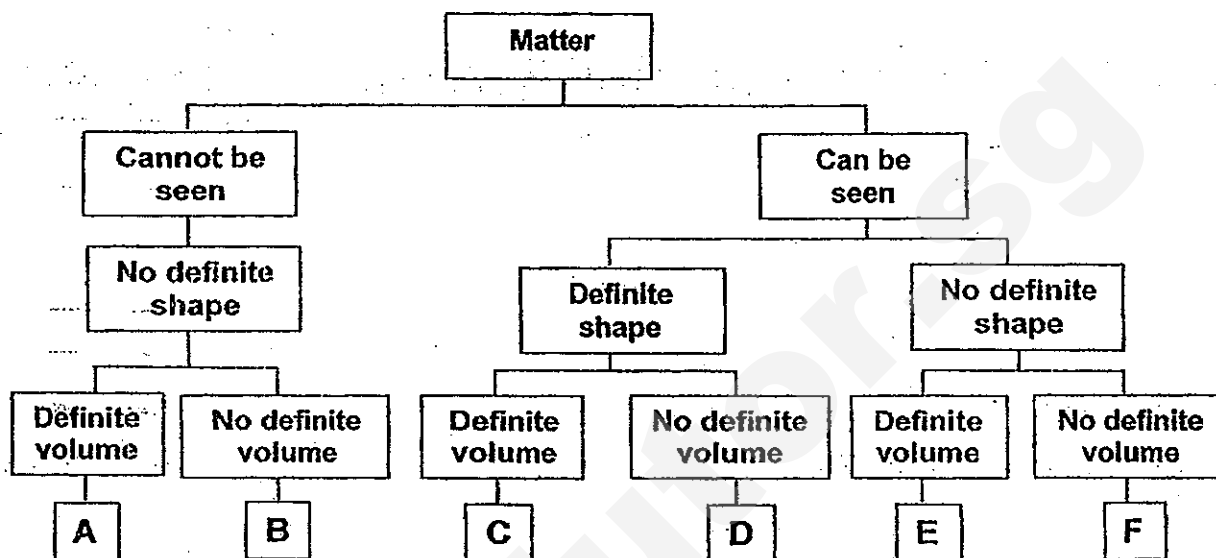 Matter
Cannot be
seen
Can be
seen
No definite
shape
Definite
shape
No definite
shape
Definite
volume
No definite
volume
Definite
volume
No definite
volume
Definite
volume
No definite
volume
A
B
C
D
E
F